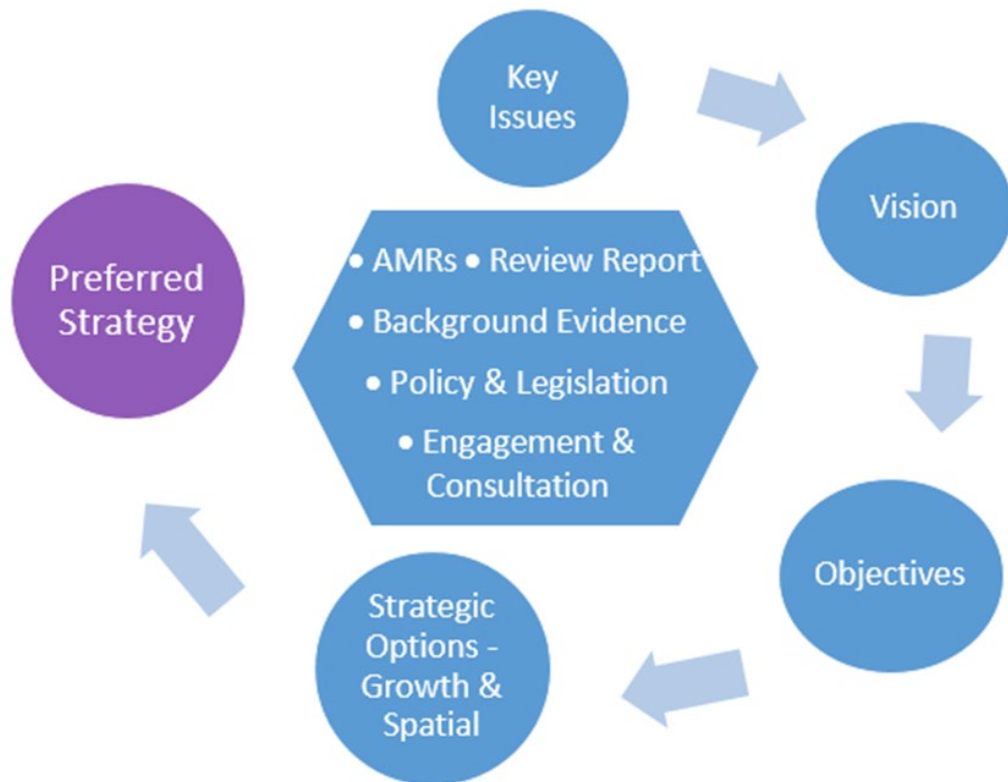 Key
Issues
Vision
Objectives
Strategic
Options -
Growth &
Spatial
Preferred
Strategy
• AMRs • Review Report
• Background Evidence
• Policy & Legislation
• Engagement &
Consultation